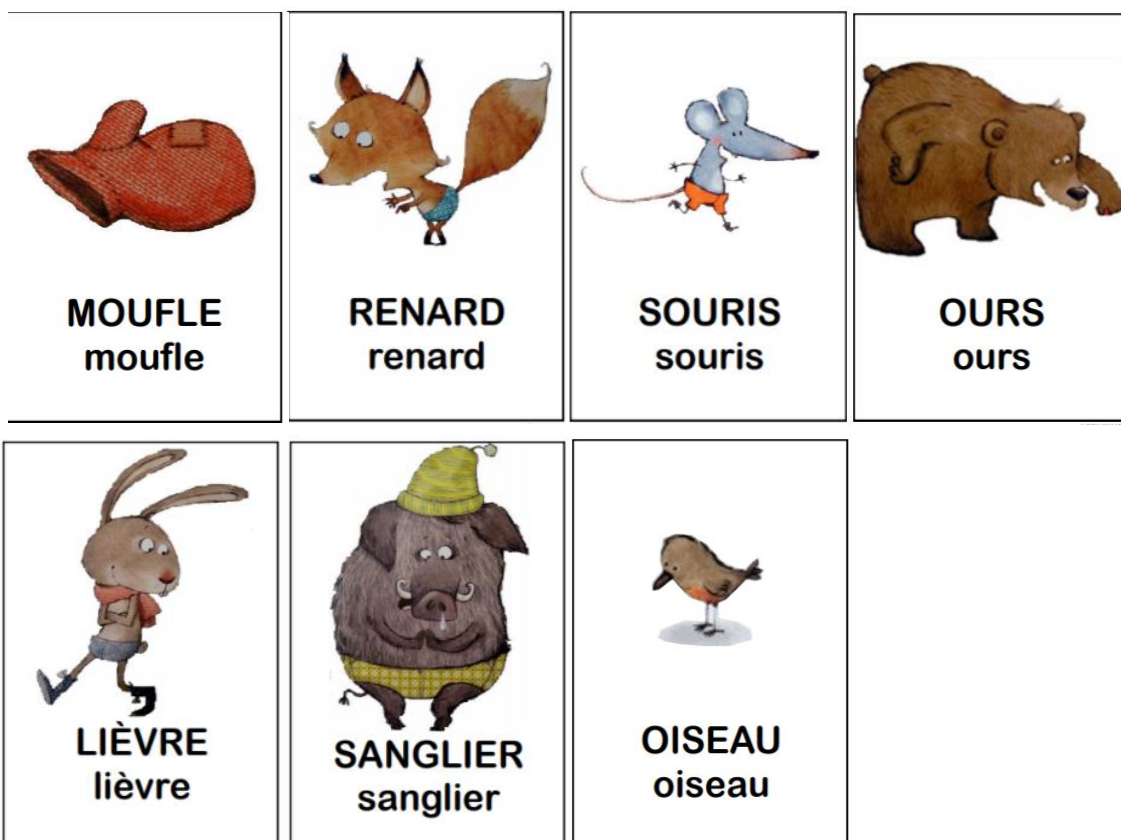 MOUFLE
moufle
RENARD
renard
SOURIS
souris
OURS
ours
LIÈVRE
lièvre
SANGLIER
sanglier
OISEAU
oiseau